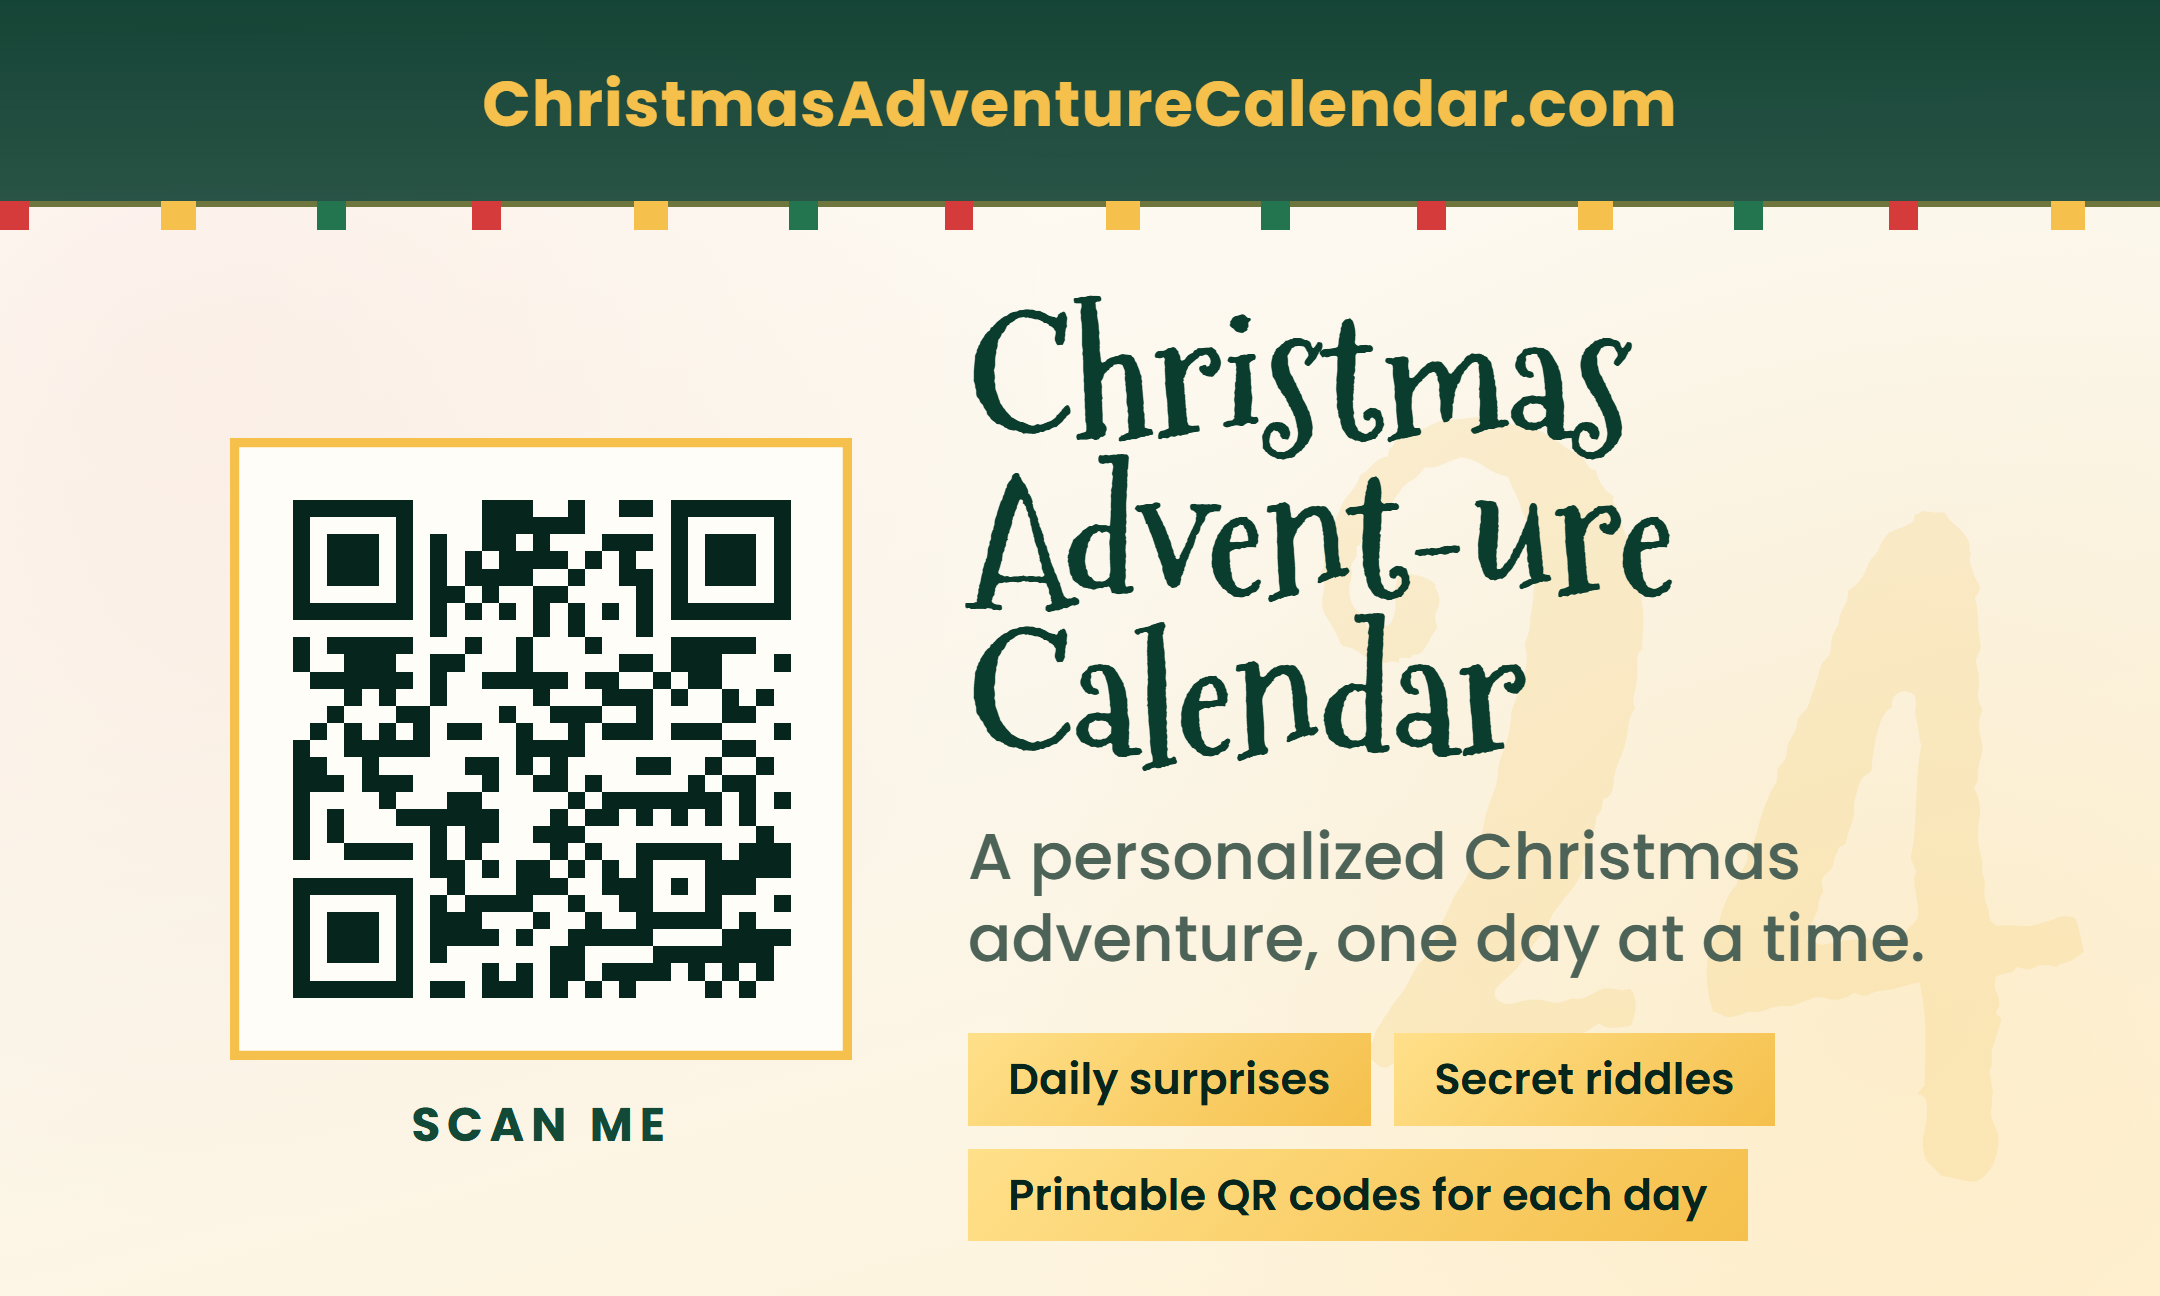 ChristmasAdventureCalendar.com
Christmas
Advent-ure
Calendar
24
A personalized Christmas
adventure, one day at a time.
Daily surprises
Secret riddles
Printable QR codes for each day
SCAN ME